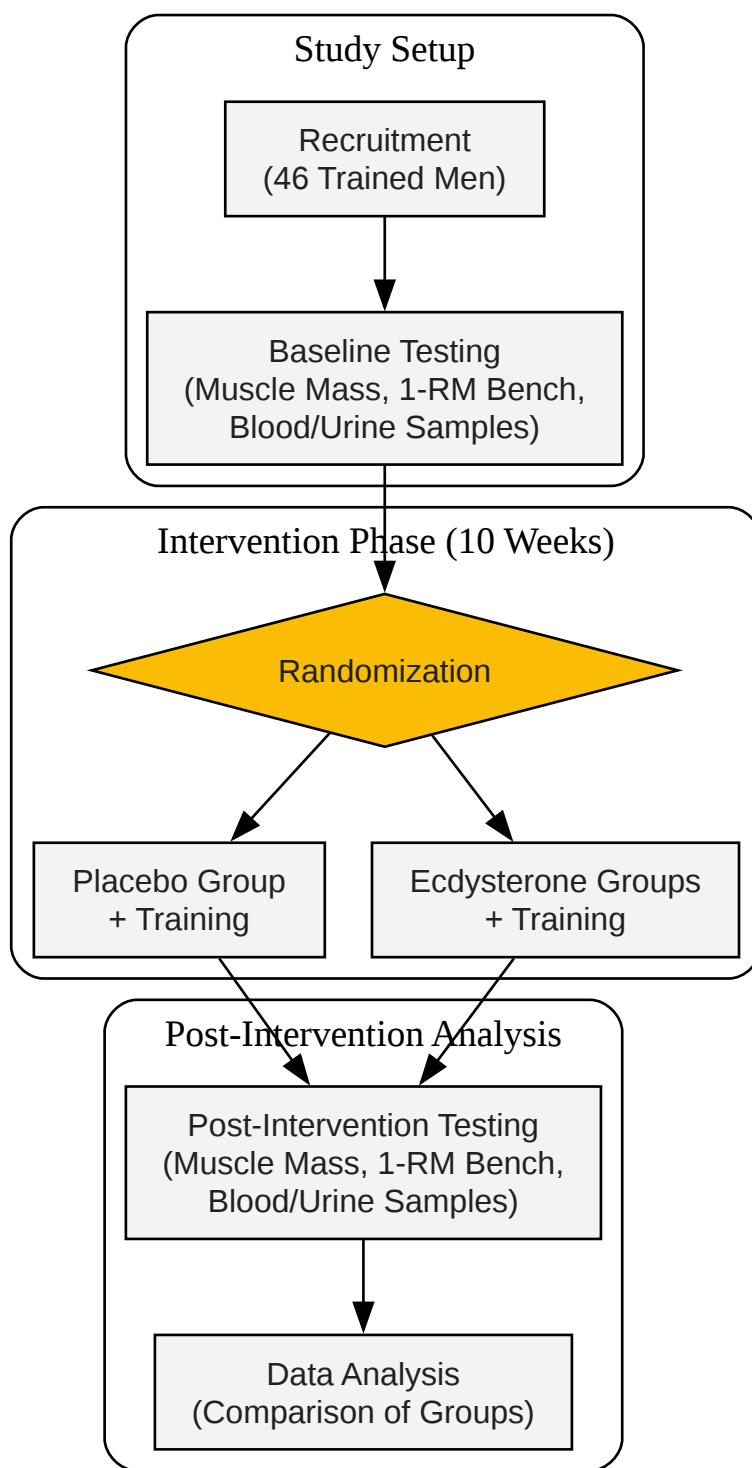 Study Setup
Recruitment
(46 Trained Men)
Baseline Testing
(Muscle Mass, 1-RM Bench,
Blood/Urine Samples)
Intervention Phase (10 Weeks)
Randomization
Placebo Group
+ Training
Ecdysterone Groups
+ Training
Post-Intervention Analysis
Post-Intervention Testing
(Muscle Mass, 1-RM Bench,
Blood/Urine Samples)
Data Analysis
(Comparison of Groups)